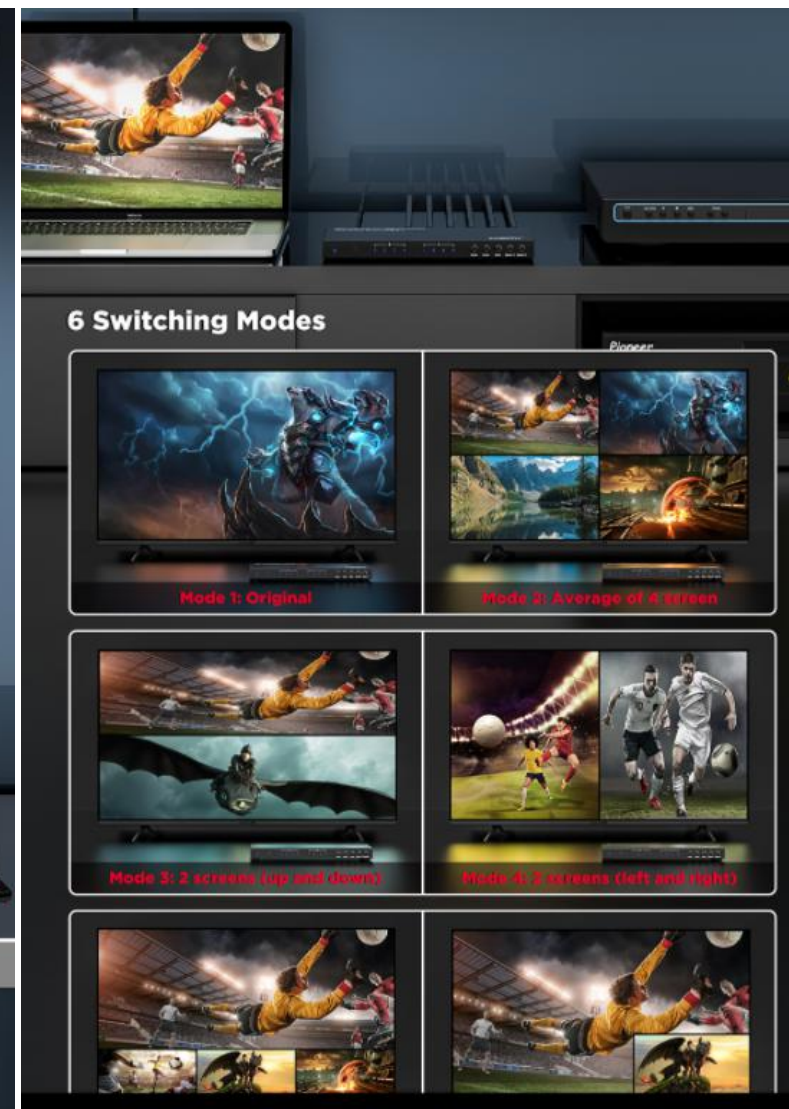 6 Switching Modes
Pioneer
Mode 1: Original
Mode 2: Average of 4 screen
Mode 3: 2 screens (up and down)
Mode 4: 2 screens (left and right)